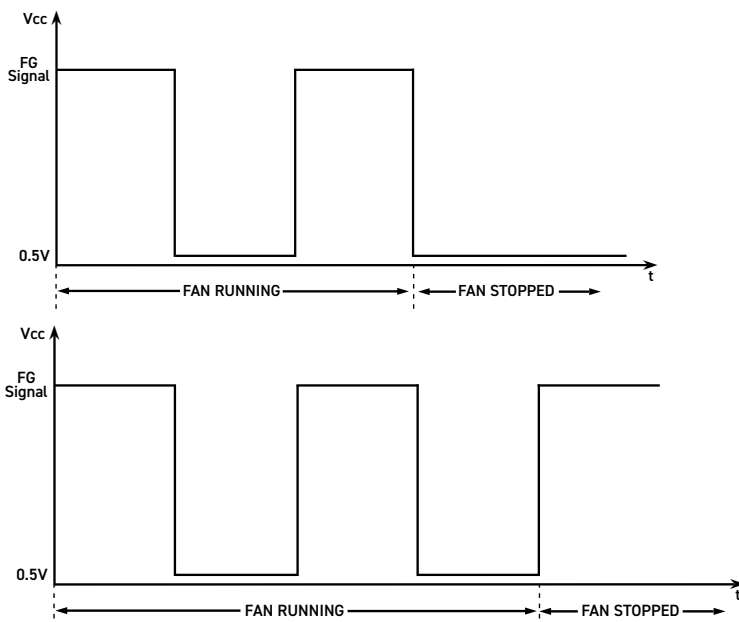 Vcc
FG
Signal
0.5V
t
FAN RUNNING
FAN STOPPED
Vcc
FG
Signal
0.5V
t
FAN RUNNING
FAN STOPPED